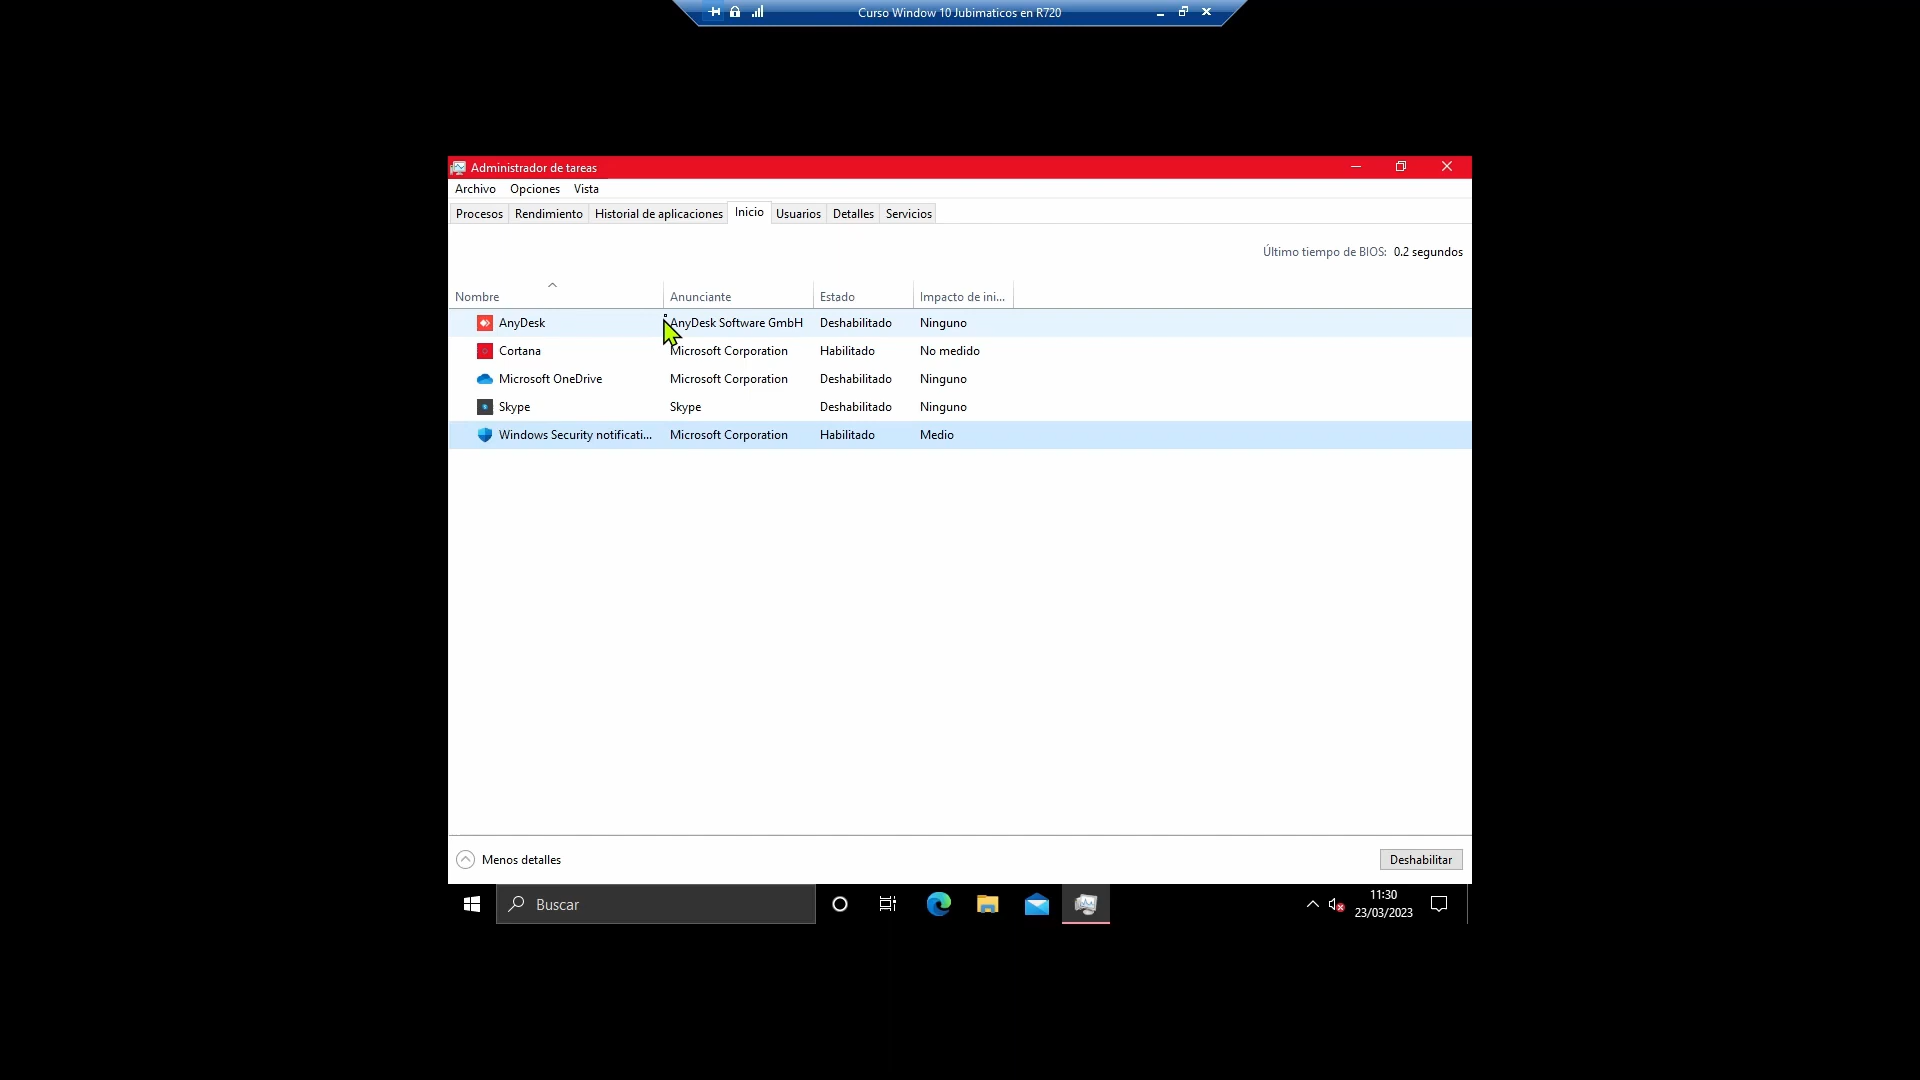 Curso Window 10 Jubimaticos en R720
Administrador de tareas
Archivo Opciones Vista
Procesos Rendimiento Historial de aplicaciones Inicio Usuarios Detalles Servicios
Último tiempo de BIOS: 0.2 segundos
Nombre Anunciante Estado Impacto de ini...
AnyDesk AnyDesk Software GmbH Deshabilitado Ninguno
Cortana Microsoft Corporation Habilitado No medido
Microsoft OneDrive Microsoft Corporation Deshabilitado Ninguno
Skype Skype Deshabilitado Ninguno
Windows Security notificati... Microsoft Corporation Habilitado Medio
Menos detalles Deshabilitar
Buscar
11:30
23/03/2023